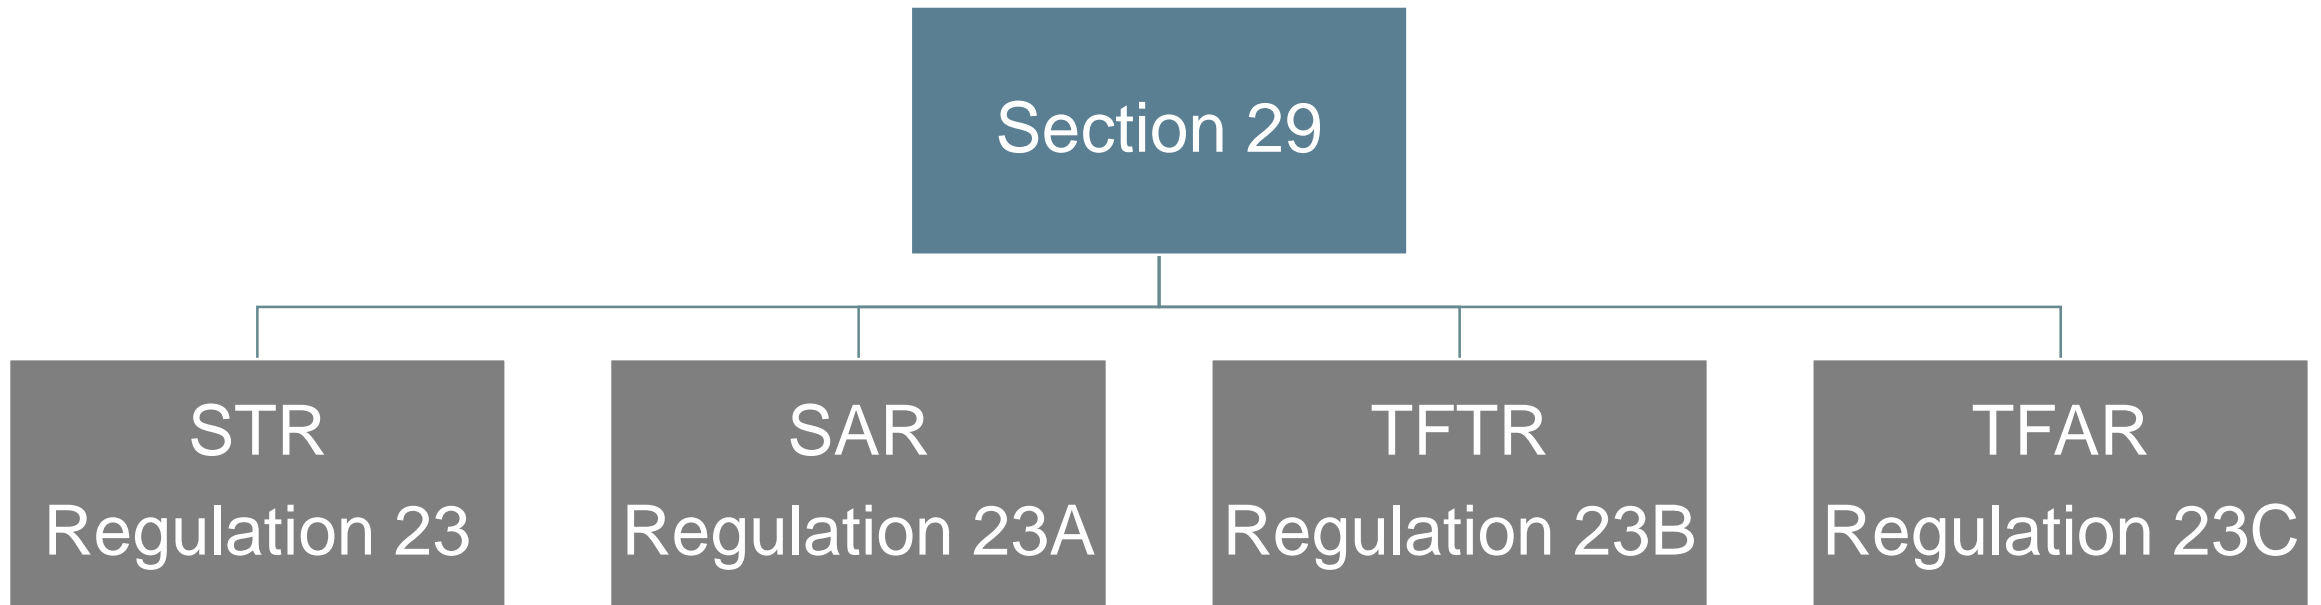 Section 29
STR
Regulation 23
SAR
Regulation 23A
TFTR
Regulation 23B
TFAR
Regulation 23C